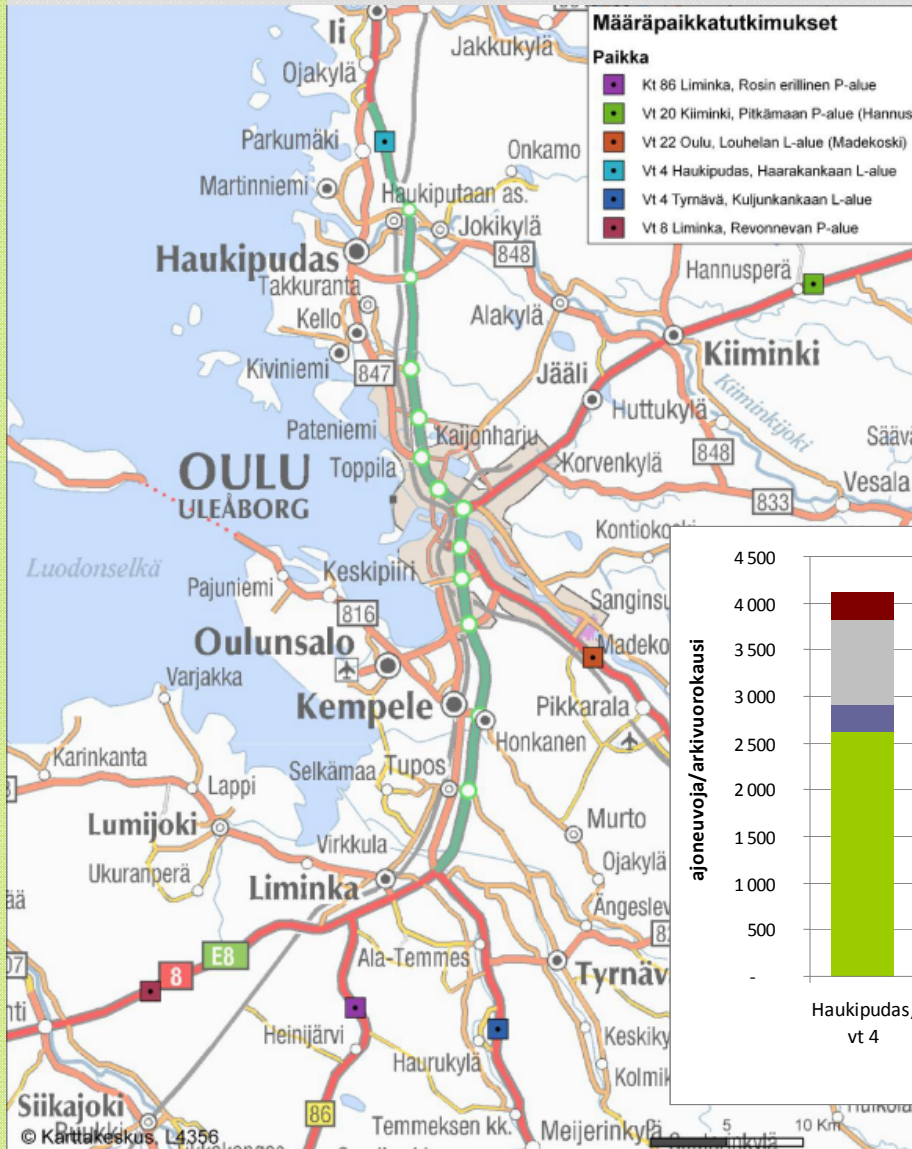 Määräpaikkatutkimukset
Paikka
Kt 86 Liminka, Rosin erillinen P-alue
Vt 20 Kiiminki, Pitkämaan P-alue (Hannus
Vt 22 Oulu, Louhelan L-alue (Madekoski)
Vt 4 Haukipudas, Haarakankaan L-alue
Vt 4 Tyrnävä, Kuljunkankaan L-alue
Vt 8 Liminka, Revonnevan P-alue
Ii
Jakkukylä
Ojakylä
Parkumäki
Onkamo
Martinniemi
Haukiputaan as.
Jokikylä
848
Haukipudas
Hannusperä
Takkuranta
Alakylä
Kello
Kiiminki
Kiviniemi
847
Jääli
Kiiminkijoki
Huttukylä
Pateniemi
Kaijonharju
Säävä
Toppila
Korvenkylä
848
OULU
ULEÅBORG
833
Vesala
Luodonselkä
Keskipiiri
Pajuniemi
816
Sanginsu
Oulunsalo
Madeko
Varjakka
Kempele
Pikkarala
Honkanen
Karinkanta
Selkämaa
Tupos
Lappi
Lumijoki
Murto
Virkkula
Ojakylä
Ukuranperä
Liminka
Ängeslev
E8
8
Ala-Temmes
Tyrnäv
Heinijärvi
Haurukylä
Keskiky
Kolmik
Siikajoki
86
Temmeksen kk.
Meijerinkylä
5
10 Km
© Karttakeskus, L4356
ajoneuvoja/arkivuorokausi
4 500
4 000
3 500
3 000
2 500
2 000
1 500
1 000
500
-
Haukipudas,
vt 4